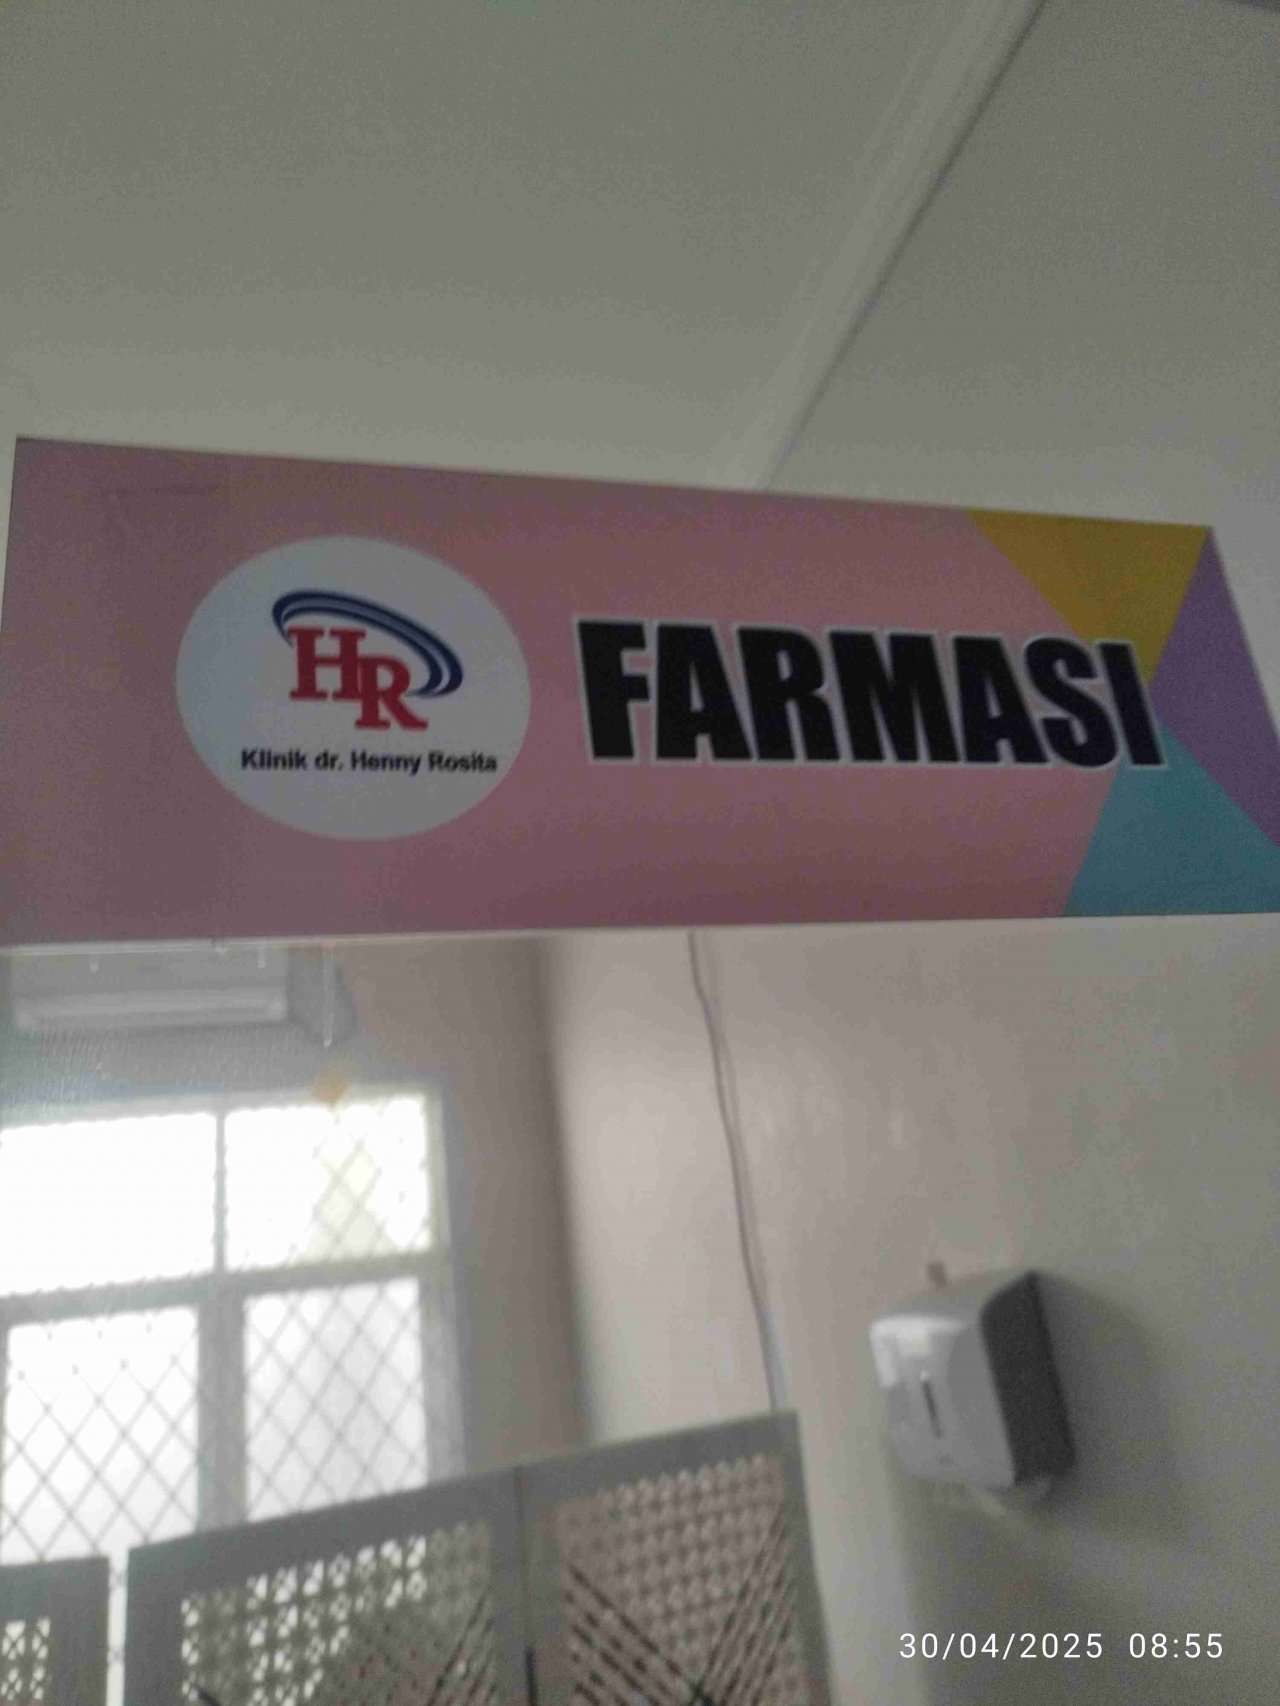 HR
Klinik dr. Henny Rosita
FARMASI
30/04/2025 08:55